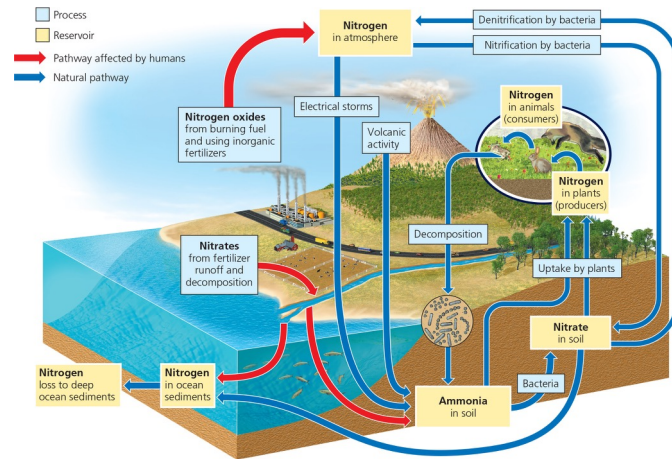 Process
Reservoir
Pathway affected by humans
Natural pathway
Nitrogen
in atmosphere
Denitrification by bacteria
Nitrification by bacteria
Nitrogen oxides
from burning fuel
and using inorganic
fertilizers
Electrical storms
Volcanic
activity
Nitrogen
in animals
(consumers)
Nitrogen
in plants
(producers)
Decomposition
Nitrates
from fertilizer
runoff and
decomposition
Uptake by plants
Nitrate
in soil
Nitrogen
loss to deep
ocean sediments
Nitrogen
in ocean
sediments
Ammonia
in soil
Bacteria